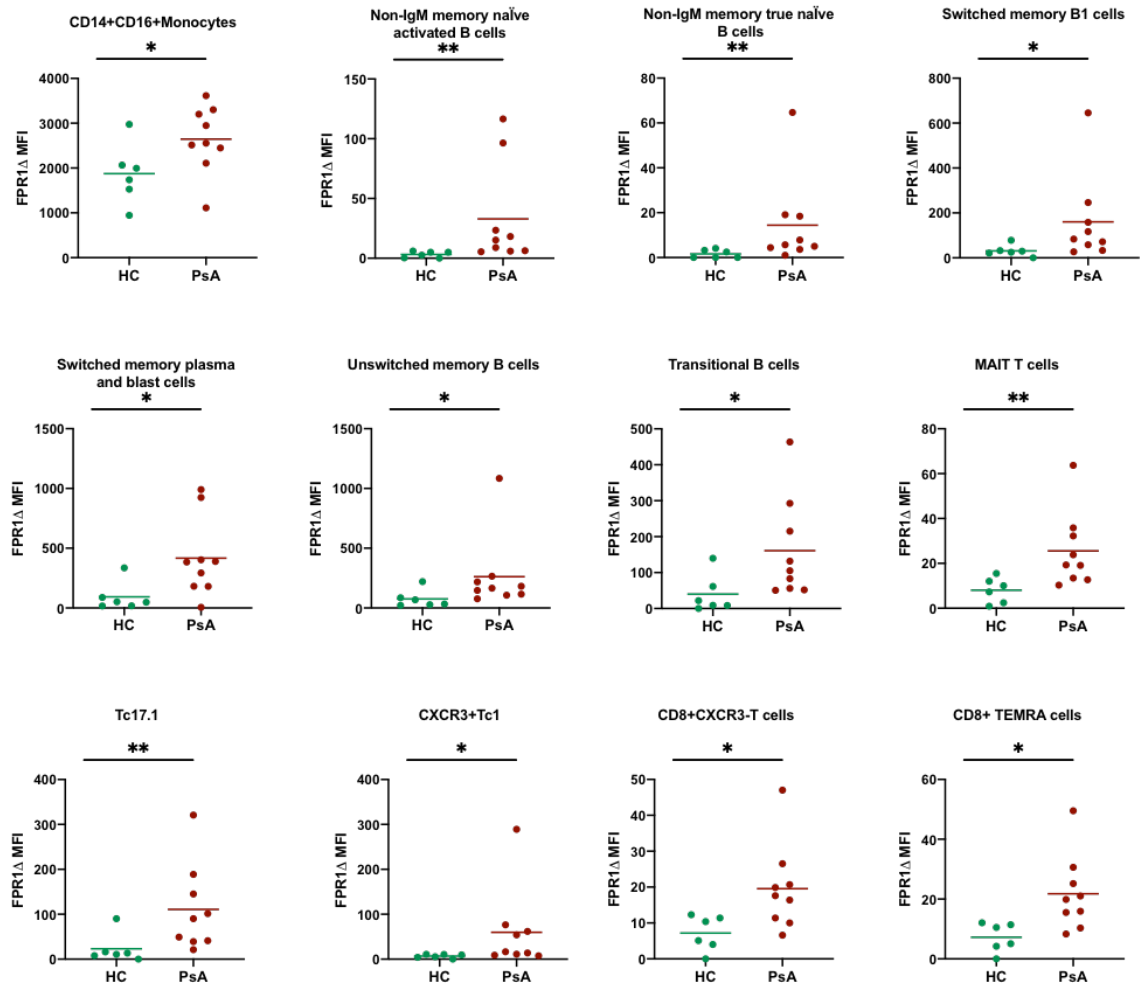 CD14+CD16+Monocytes
*
FPR1Δ MFI
4000
3000
2000
1000
0
HC
PsA
Non-IgM memory naÏve
activated B cells
**
FPR1Δ MFI
150
100
50
0
HC
PsA
Non-IgM memory true naÏve
B cells
**
FPR1Δ MFI
80
60
40
20
0
HC
PsA
Switched memory B1 cells
*
FPR1Δ MFI
800
600
400
200
0
HC
PsA
Switched memory plasma
and blast cells
*
FPR1Δ MFI
1500
1000
500
0
HC
PsA
Unswitched memory B cells
*
FPR1Δ MFI
1500
1000
500
0
HC
PsA
Transitional B cells
*
FPR1Δ MFI
500
400
300
200
100
0
HC
PsA
MAIT T cells
**
FPR1Δ MFI
80
60
40
20
0
HC
PsA
Tc17.1
**
FPR1Δ MFI
400
300
200
100
0
HC
PsA
CXCR3+Tc1
*
FPR1Δ MFI
400
300
200
100
0
HC
PsA
CD8+CXCR3-T cells
*
FPR1Δ MFI
50
40
30
20
10
0
HC
PsA
CD8+ TEMRA cells
*
FPR1Δ MFI
60
40
20
0
HC
PsA